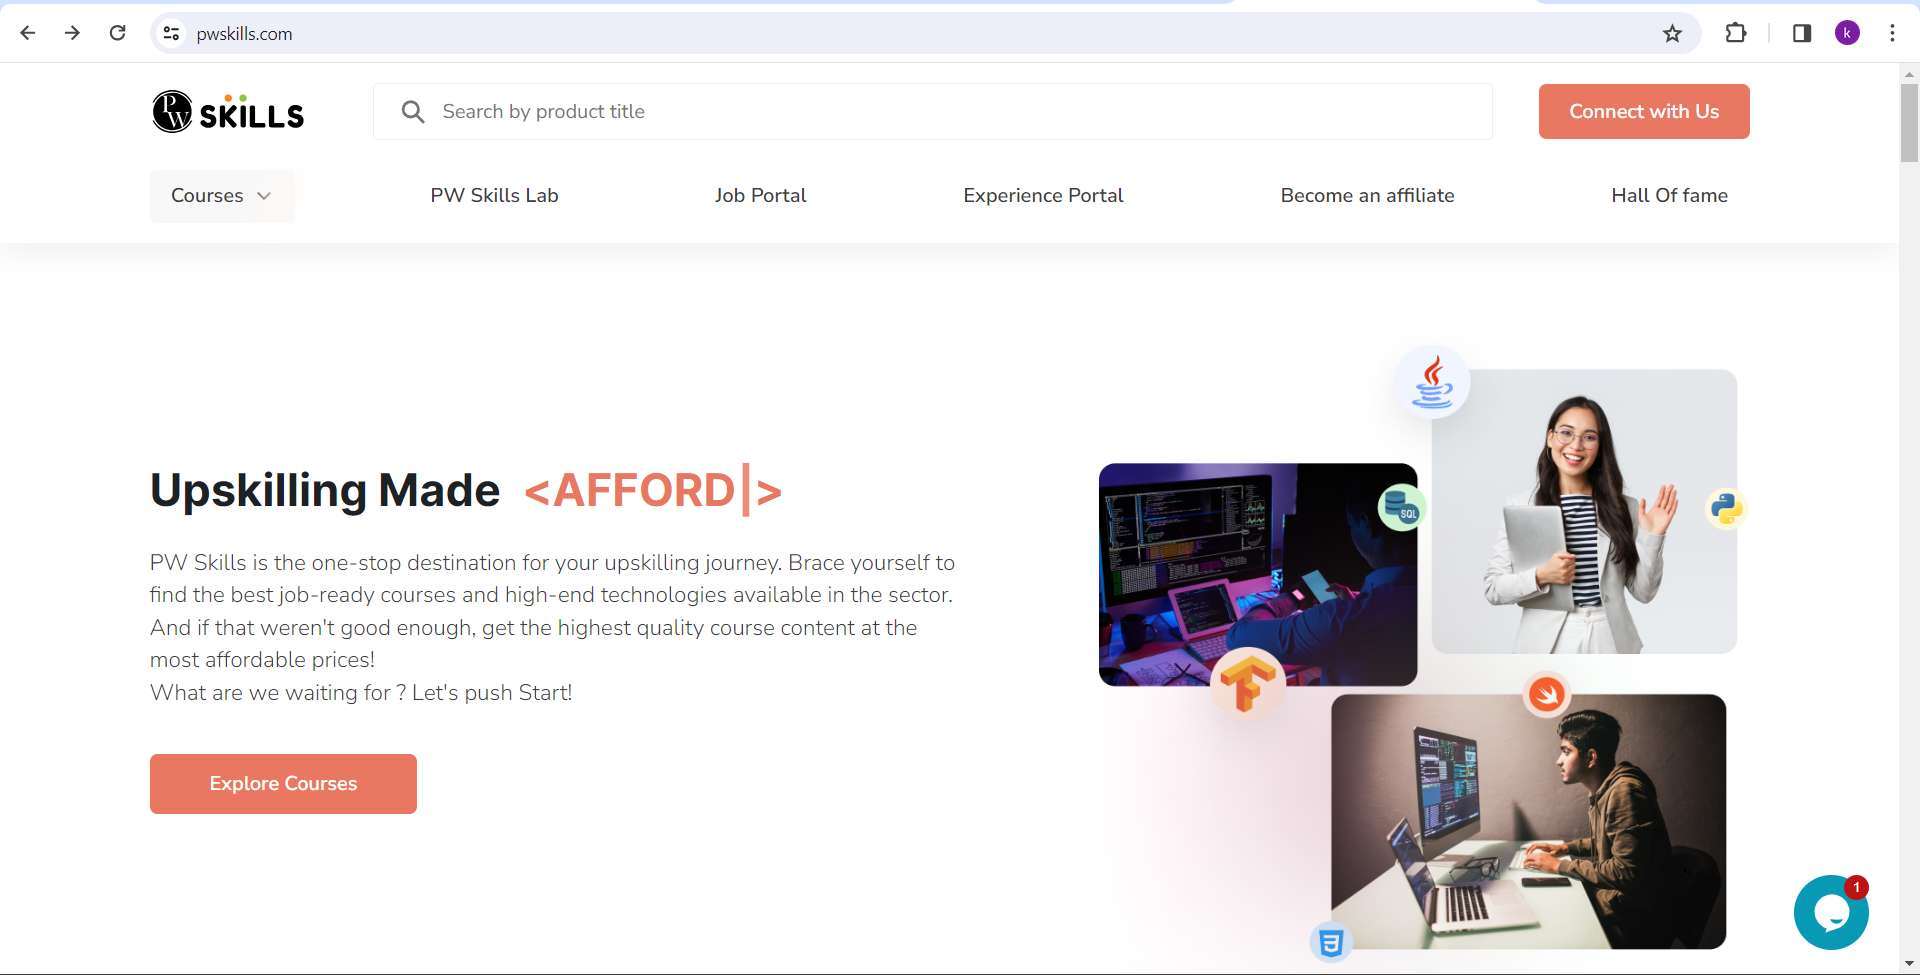 pwskills.com
k
PW SKILLS
Search by product title
Connect with Us
Courses
PW Skills Lab
Job Portal
Experience Portal
Become an affiliate
Hall Of fame
Upskilling Made <AFFORD|>
PW Skills is the one-stop destination for your upskilling journey. Brace yourself to
find the best job-ready courses and high-end technologies available in the sector.
And if that weren't good enough, get the highest quality course content at the
most affordable prices!
What are we waiting for ? Let's push Start!
Explore Courses
SQL
1